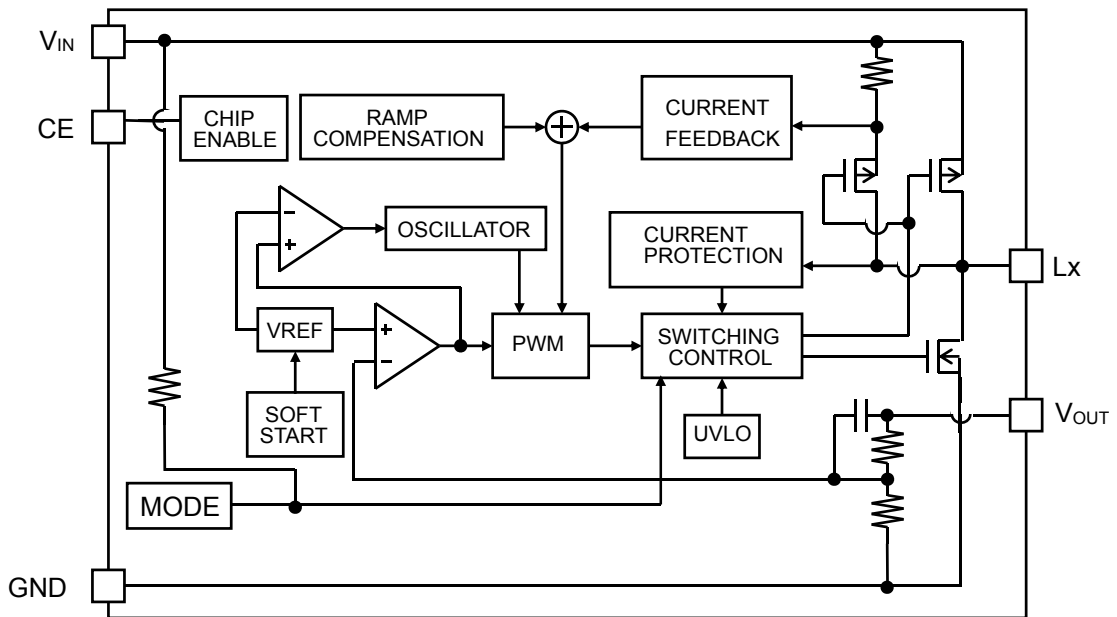 VIN
CE
CHIP
ENABLE
RAMP
COMPENSATION
+
CURRENT
FEEDBACK
−
+
OSCILLATOR
CURRENT
PROTECTION
Lx
VREF
+
−
PWM
SWITCHING
CONTROL
SOFT
START
UVLO
VOUT
MODE
GND